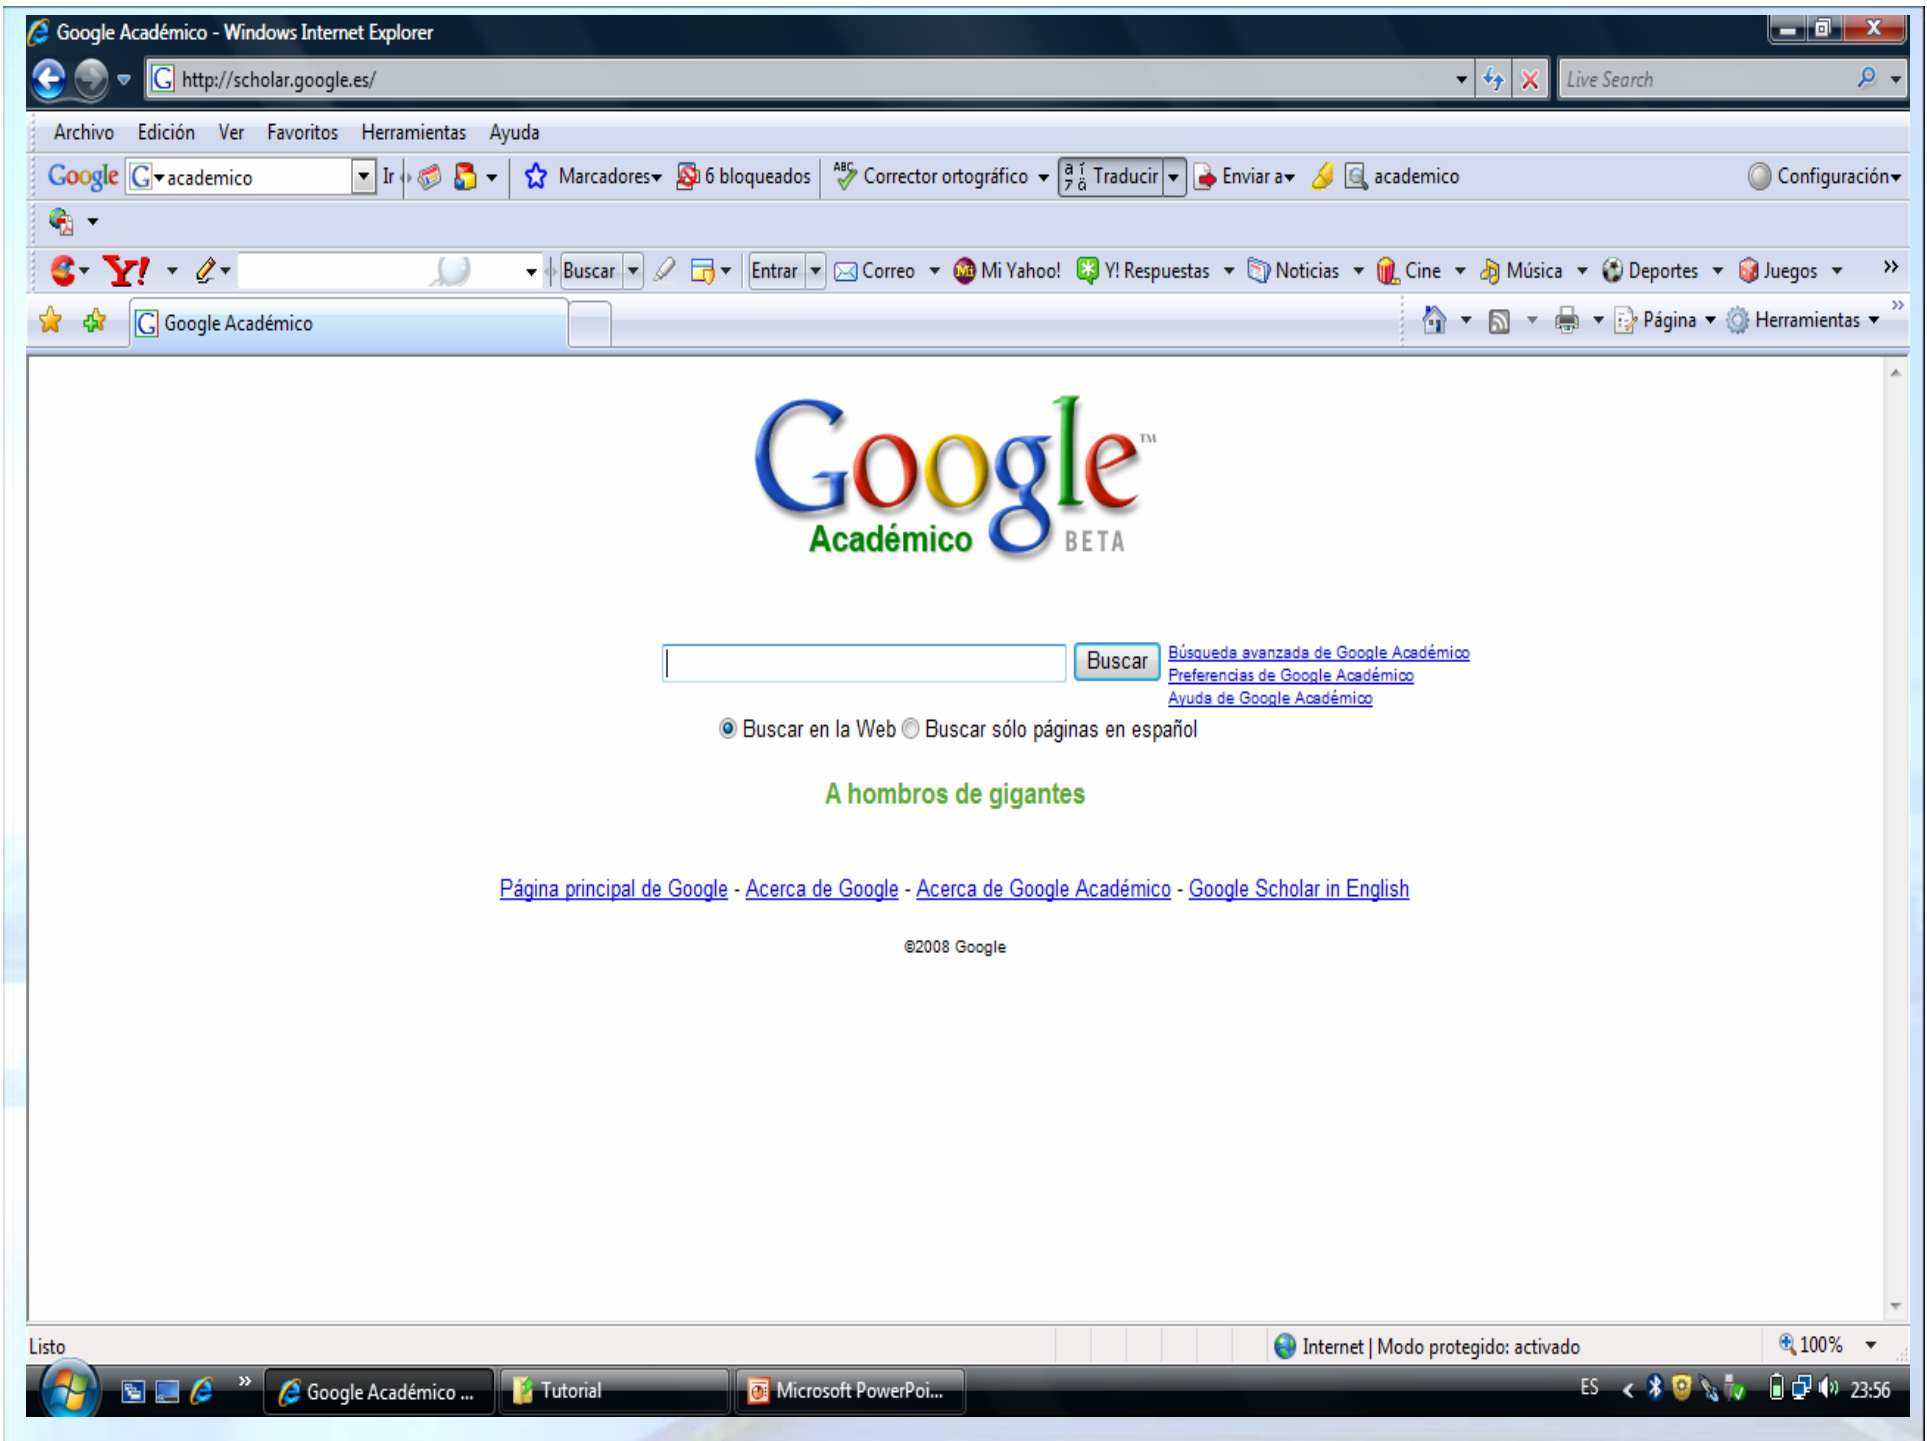 Google Académico - Windows Internet Explorer
http://scholar.google.es/ Live Search
Archivo Edición Ver Favoritos Herramientas Ayuda
Google G academico Ir Marcadores 6 bloqueados ABC Corrector ortográfico Traducir Enviar a academico Configuración
Y! Buscar Entrar Correo Mi Yahoo! Y! Respuestas Noticias Cine Música Deportes Juegos »
G Google Académico Página Herramientas »
Google™
Académico BETA
Buscar Búsqueda avanzada de Google Académico
Preferencias de Google Académico
Ayuda de Google Académico
Buscar en la Web Buscar sólo páginas en español
A hombros de gigantes
Página principal de Google - Acerca de Google - Acerca de Google Académico - Google Scholar in English
©2008 Google
Listo Internet | Modo protegido: activado 100%
» Google Académico ... Tutorial Microsoft PowerPoi... ES 23:56